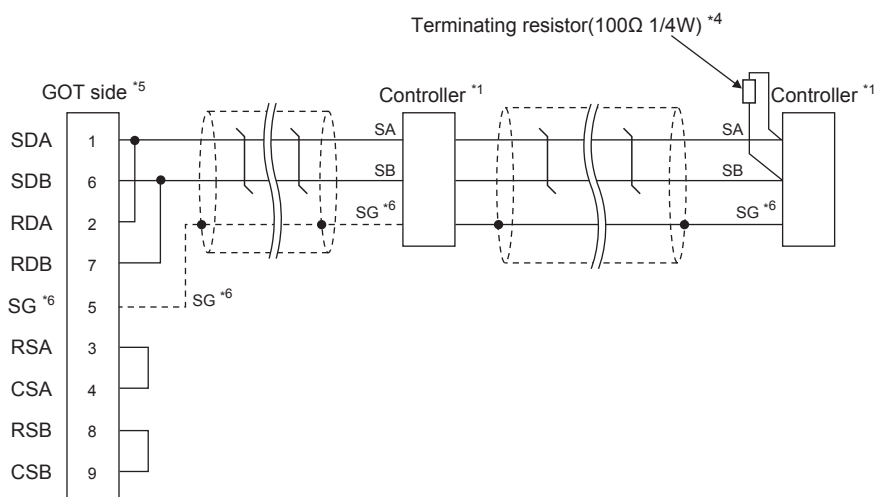 Terminating resistor(100Ω 1/4W) *4
GOT side *5
Controller *1
Controller *1
SDA 1 SA SA
SDB 6 SB SB
RDA 2 SG *6 SG *6
RDB 7
SG *6 5 SG *6
RSA 3
CSA 4
RSB 8
CSB 9